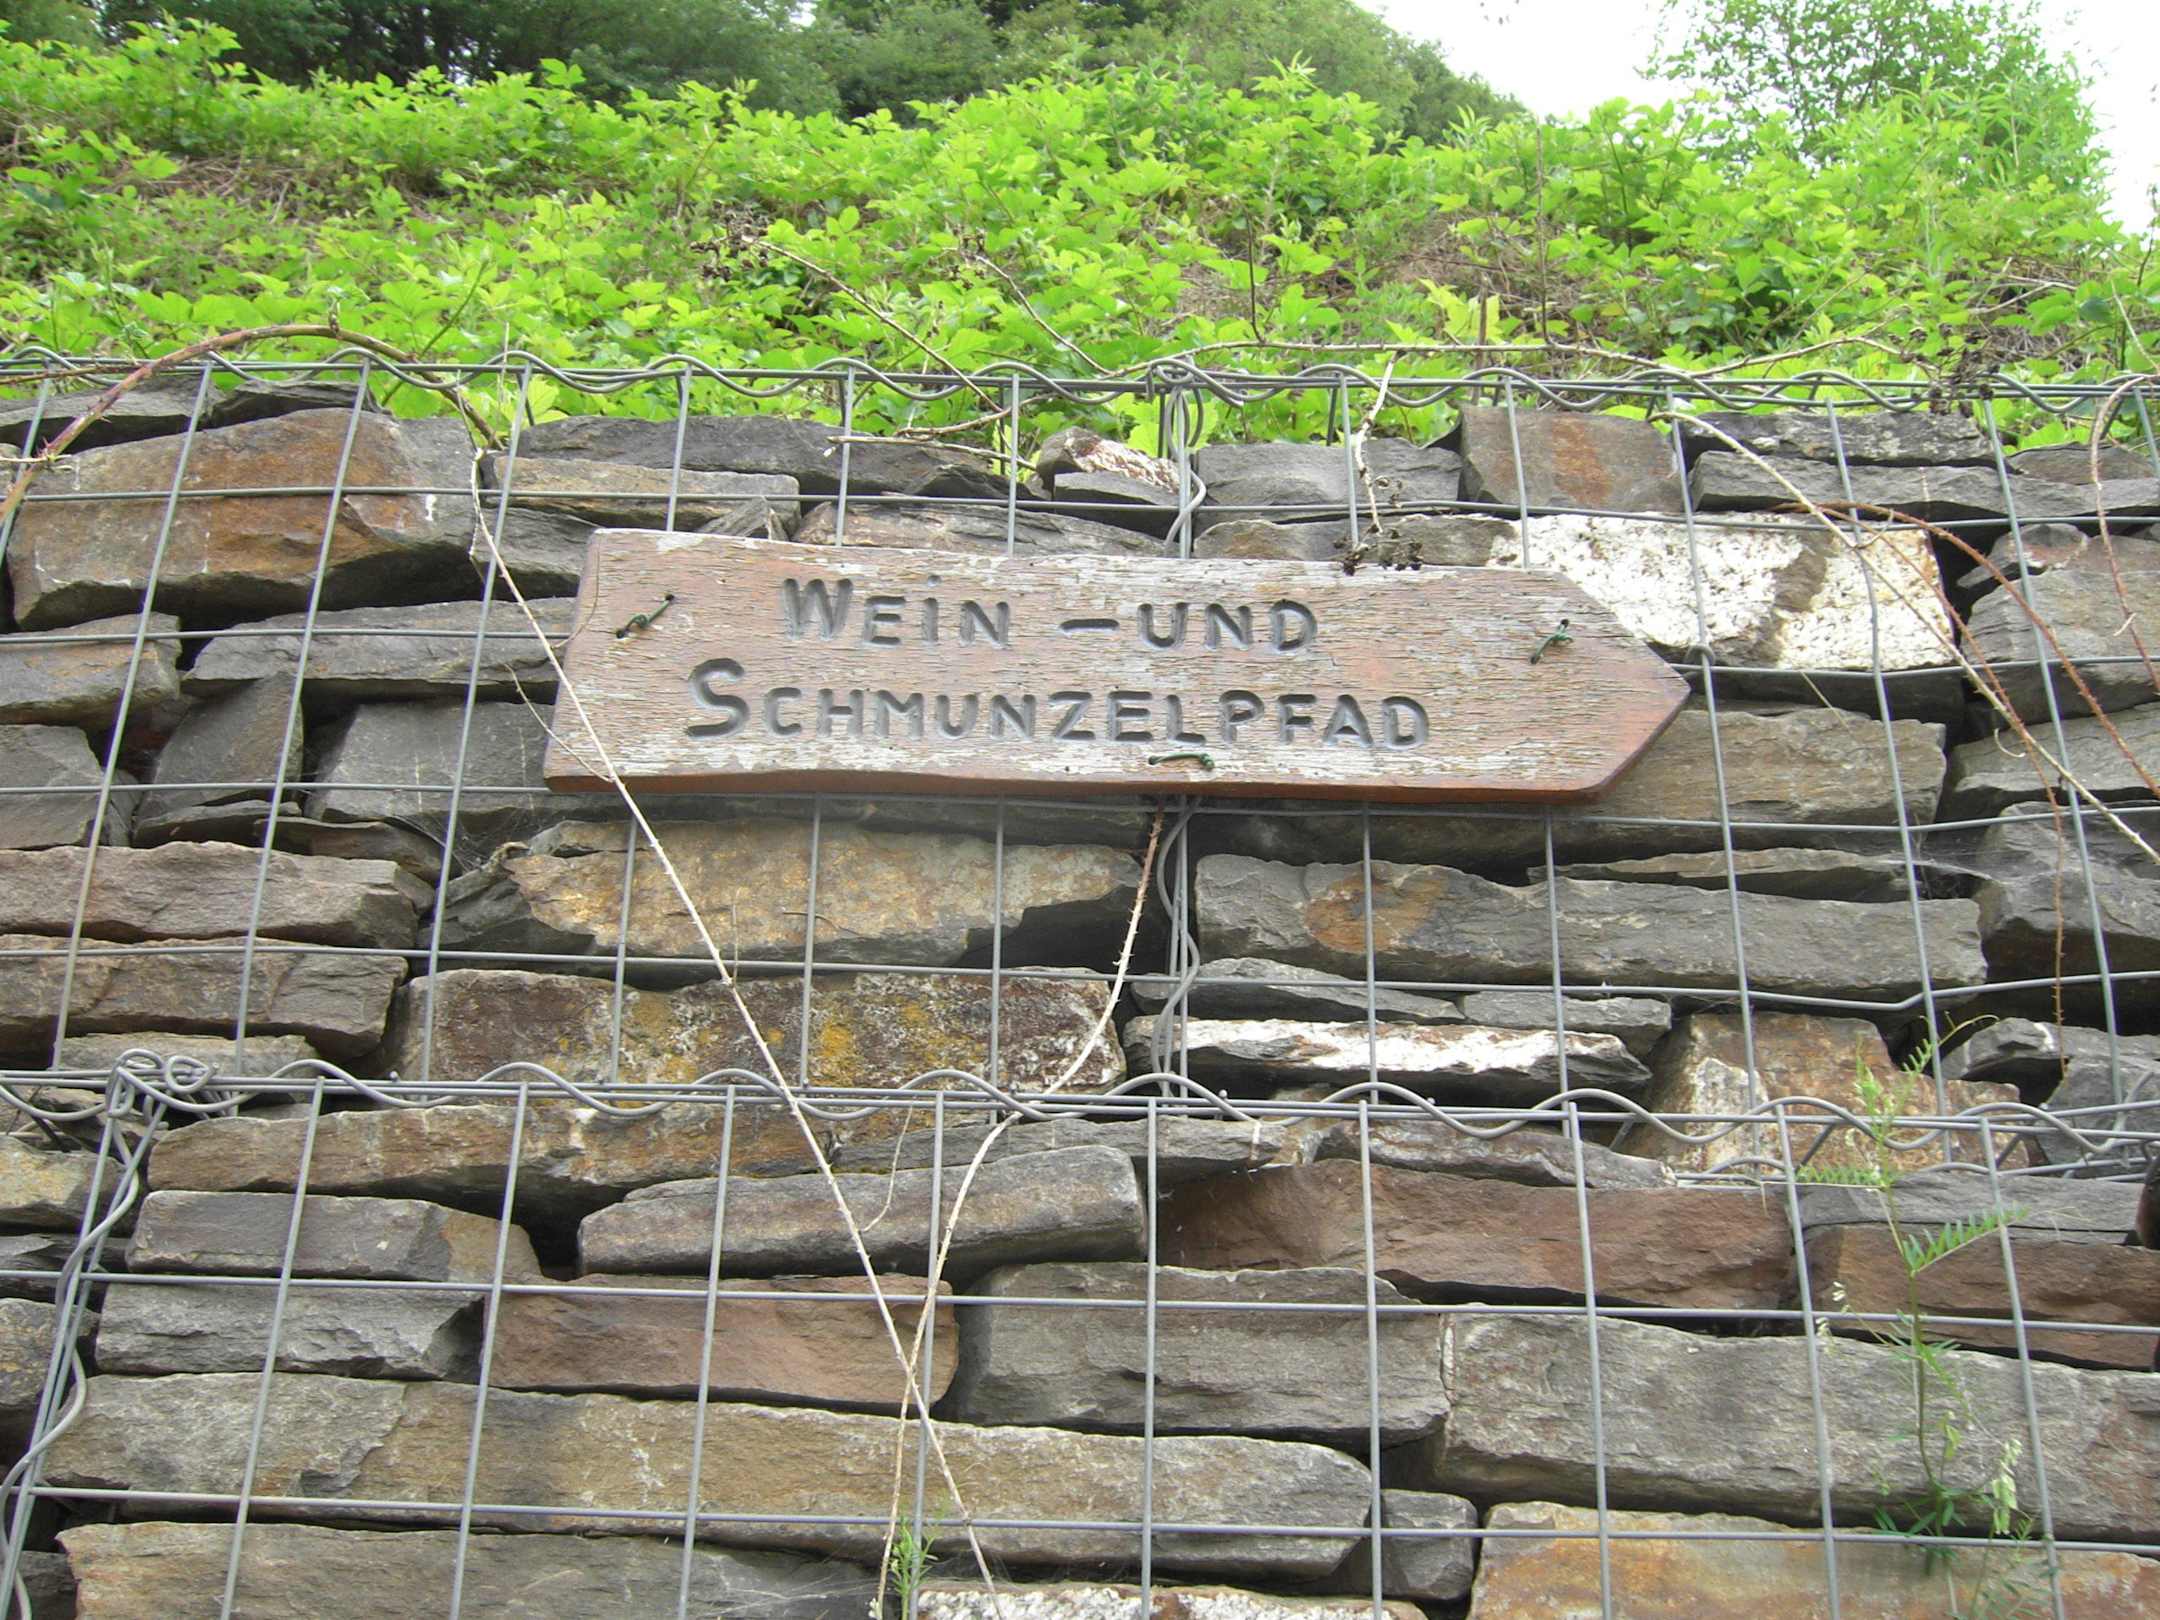 WEIN - UND
SCHMUNZELPFAD